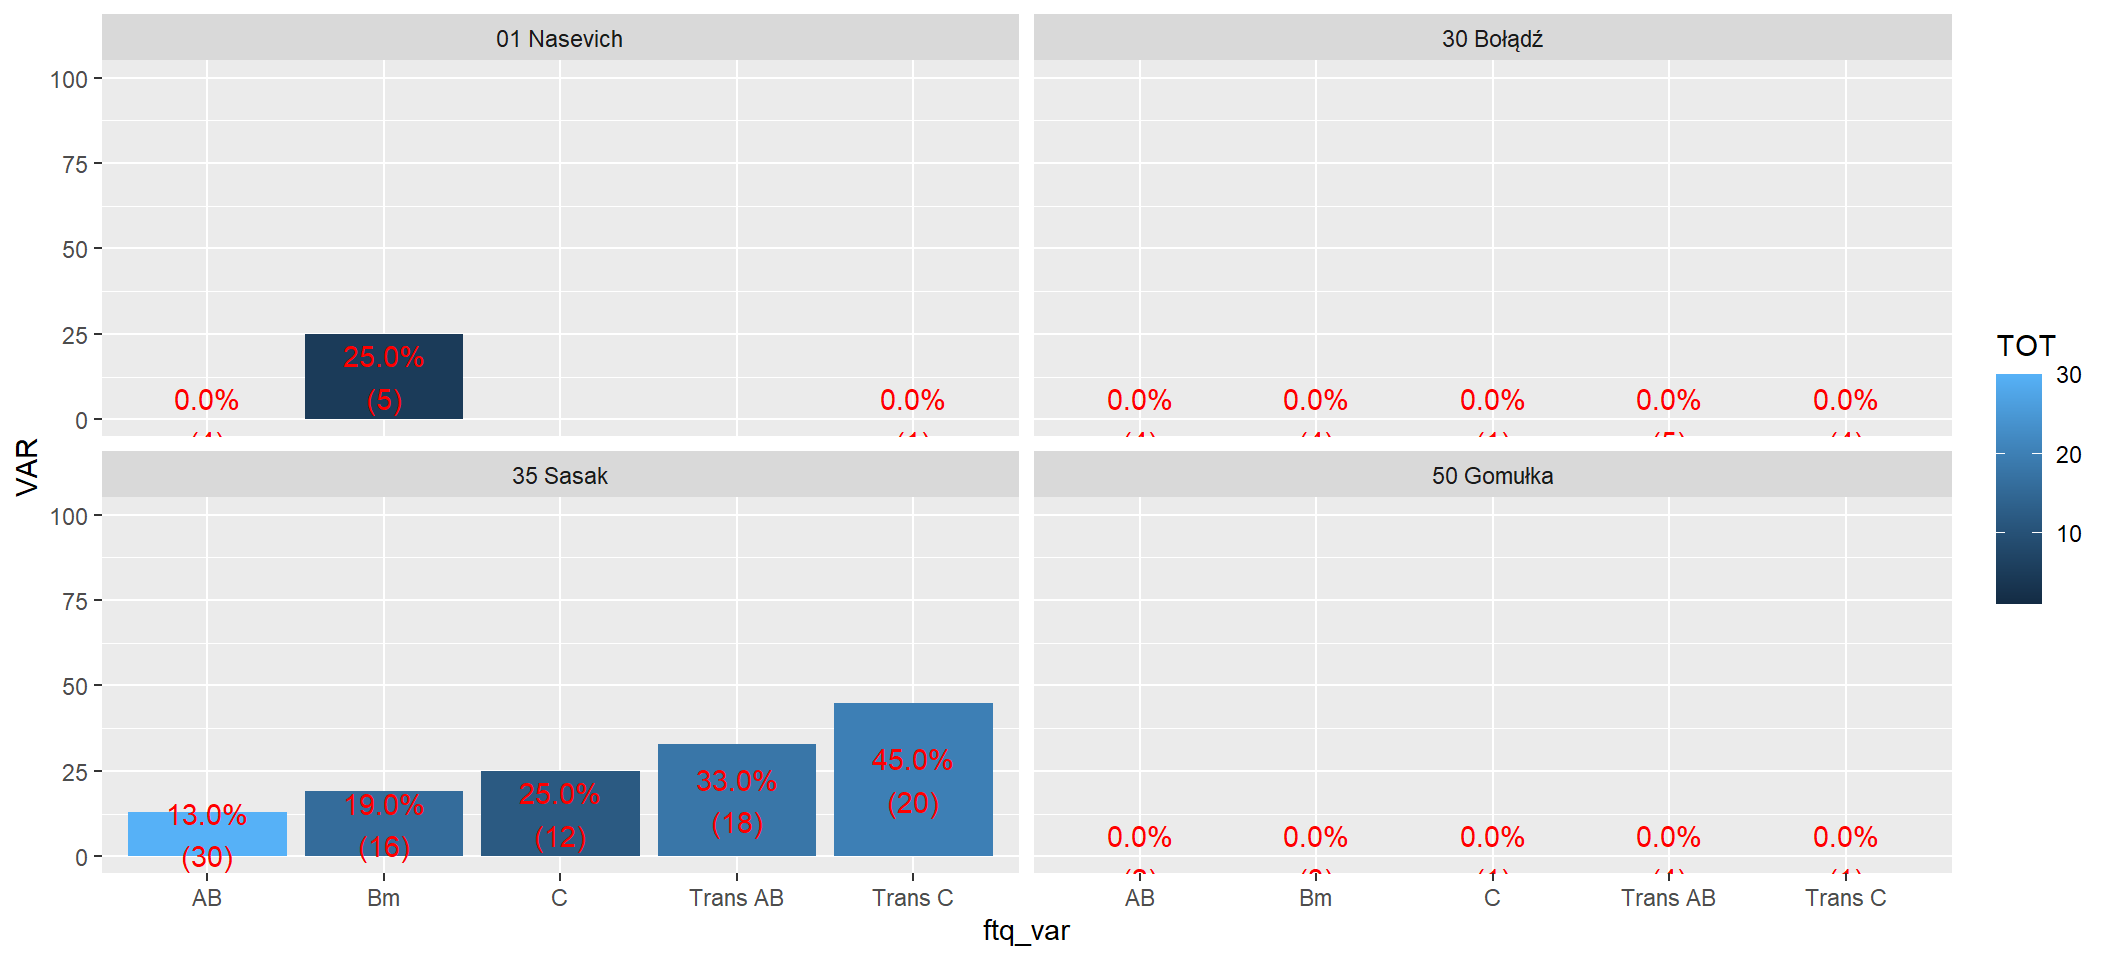 01 Nasevich
30 Bołądź
100
75
50
25
0
25.0%
(5)
0.0%
0.0%
0.0%
0.0%
0.0%
0.0%
0.0%
35 Sasak
50 Gomułka
100
75
50
25
0
13.0%
(30)
19.0%
(16)
25.0%
(12)
33.0%
(18)
45.0%
(20)
0.0%
0.0%
0.0%
0.0%
0.0%
AB
Bm
C
Trans AB
Trans C
AB
Bm
C
Trans AB
Trans C
ftq_var
VAR
TOT
30
20
10